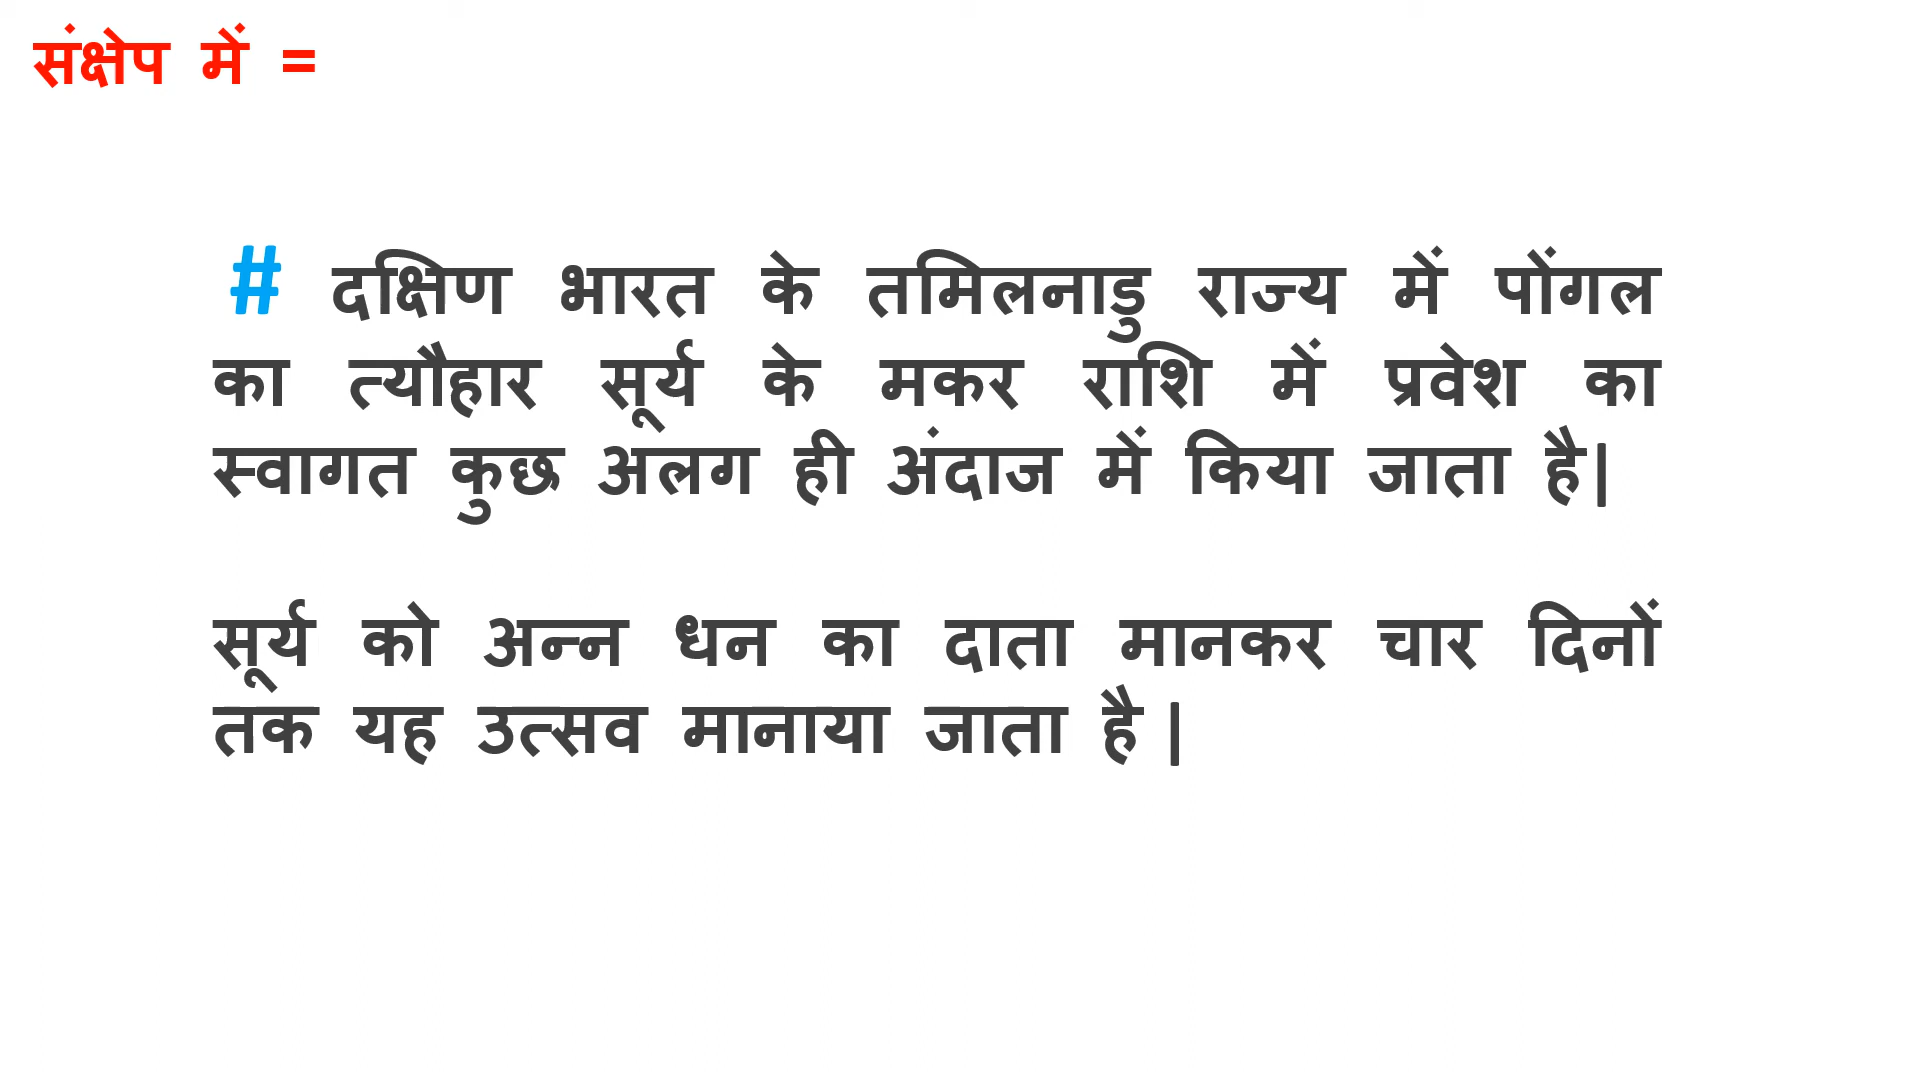 संक्षेप में =
# दक्षिण भारत के तमिलनाडु राज्य में पोंगल
का त्यौहार सूर्य के मकर राशि में प्रवेश का
स्वागत कुछ अलग ही अंदाज में किया जाता है|
सूर्य को अन्न धन का दाता मानकर चार दिनों
तक यह उत्सव मानाया जाता है |